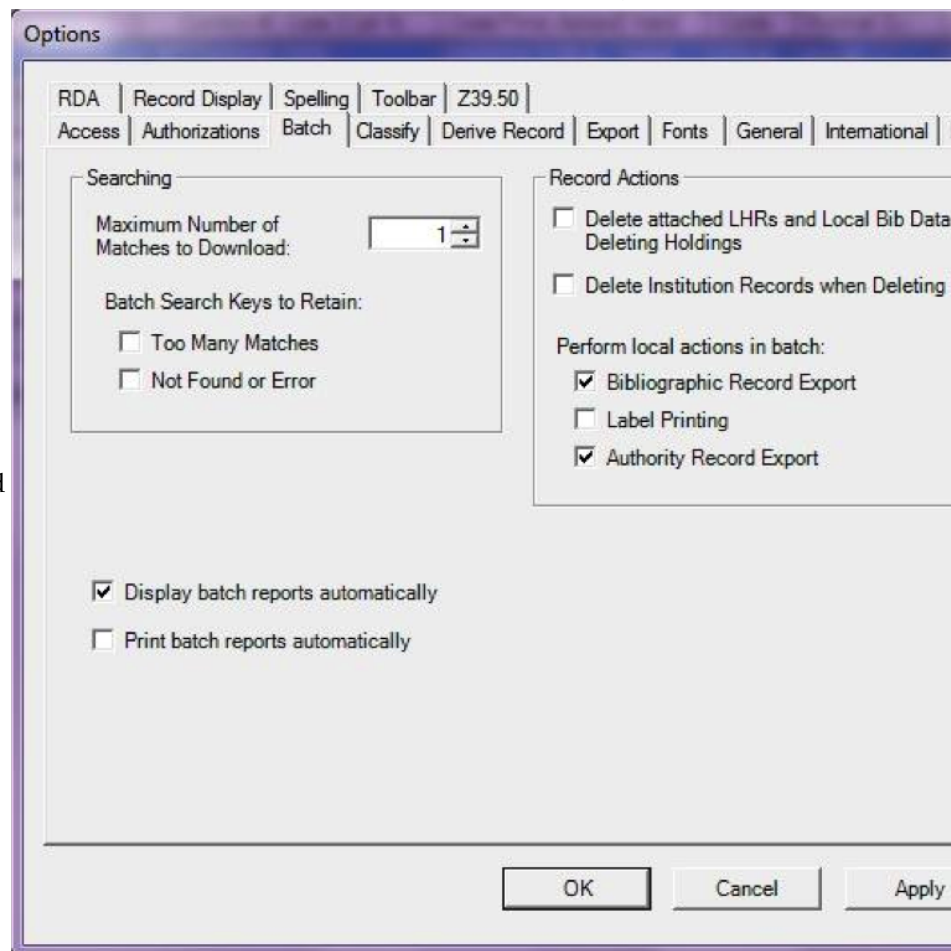 Options
RDA Record Display Spelling Toolbar Z39.50
Access Authorizations Batch Classify Derive Record Export Fonts General International
Searching
Maximum Number of
Matches to Download:
1
Batch Search Keys to Retain:
Too Many Matches
Not Found or Error
Record Actions
Delete attached LHRs and Local Bib Data
Deleting Holdings
Delete Institution Records when Deleting
Perform local actions in batch:
Bibliographic Record Export
Label Printing
Authority Record Export
Display batch reports automatically
Print batch reports automatically
OK Cancel Apply